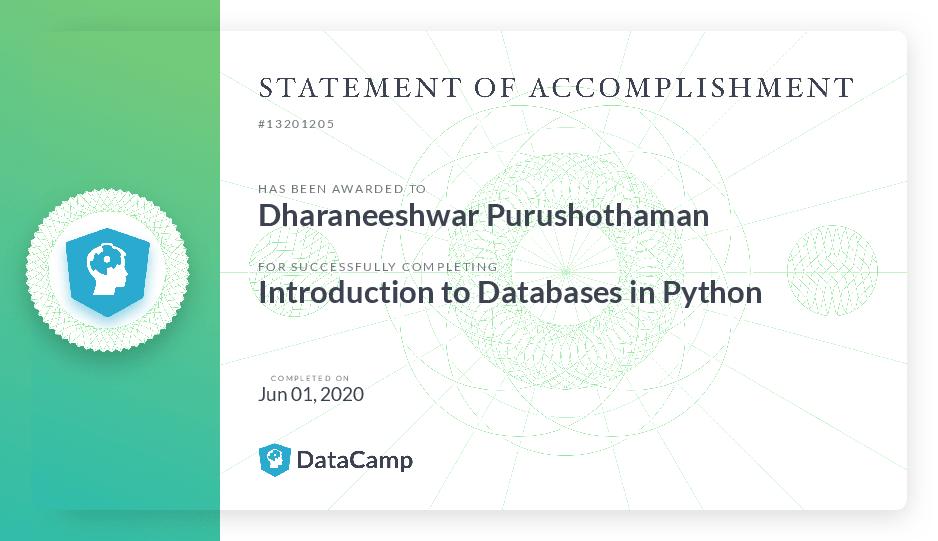 STATEMENT OF ACCOMPLISHMENT
#13201205
HAS BEEN AWARDED TO
Dharaneeshwar Purushothaman
FOR SUCCESSFULLY COMPLETING
Introduction to Databases in Python
COMPLETED ON
Jun 01, 2020
DataCamp